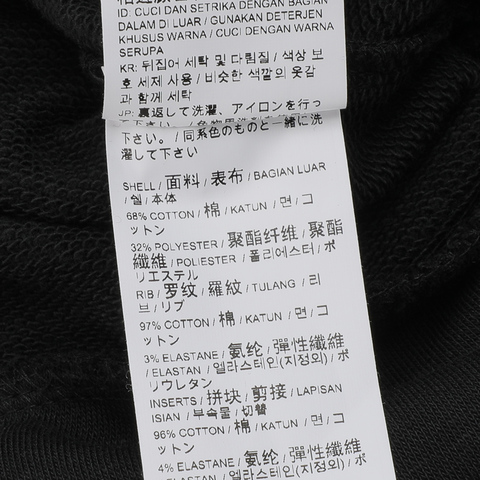 ID: CUCI DAN SETRIKA DENGAN BAGIAN
DALAM DI LUAR / GUNAKAN DETERJEN
KHUSUS WARNA / CUCI DENGAN WARNA
SERUPA
KR: 뒤집어 세탁 및 다림질 / 색상 보
호 세제 사용 / 비슷한 색깔의 옷감
과 함께 세탁
JP: 裏返して洗濯、アイロンを行っ
下さい。/ 同系色のものと一緒に洗
濯して下さい
SHELL / 面料 / 表布 / BAGIAN LUAR
/ 쉘 / 本体
68% COTTON / 棉 / KATUN / 면 / コ
ットン
32% POLYESTER / 聚酯纤维 / 聚酯
纖維 / POLIESTER / 폴리에스터 / ポ
リエステル
RIB / 罗纹 / 羅紋 / TULANG / 리
브 / リブ
97% COTTON / 棉 / KATUN / 면 / コ
ットン
3% ELASTANE / 氨纶 / 彈性纖維
/ ELASTAN / 엘라스테인(지정외) / ポ
リウレタン
INSERTS / 拼块 / 剪接 / LAPISAN
ISIAN / 부속물 / 切替
96% COTTON / 棉 / KATUN / 면 / コ
ットン
4% ELASTANE / 氨纶 / 彈性纖維
/ ELASTAN / 엘라스테인(지정외) / ポ